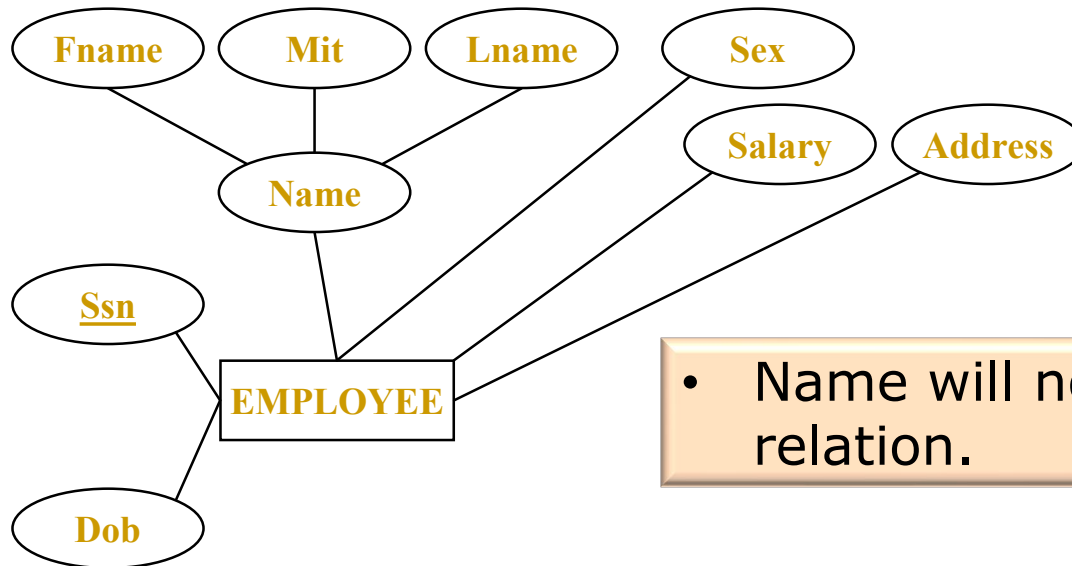 Fname Mit Lname Sex
Salary Address
Name
Ssn
EMPLOYEE
• Name will
relation.
Dob